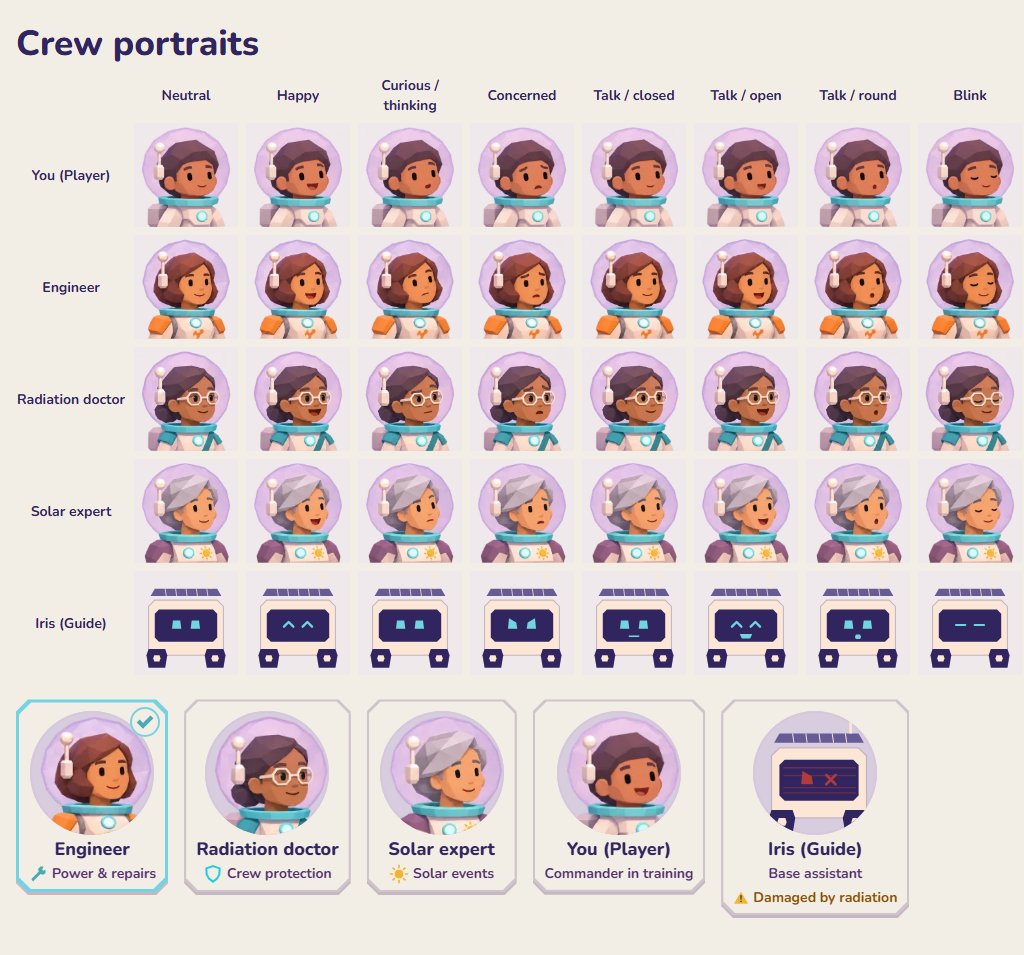 Crew portraits
Neutral
Happy
Curious /
thinking
Concerned
Talk / closed
Talk / open
Talk / round
Blink
You (Player)
Engineer
Radiation doctor
Solar expert
Iris (Guide)
Engineer
Power & repairs
Radiation doctor
Crew protection
Solar expert
Solar events
You (Player)
Commander in training
Iris (Guide)
Base assistant
Damaged by radiation